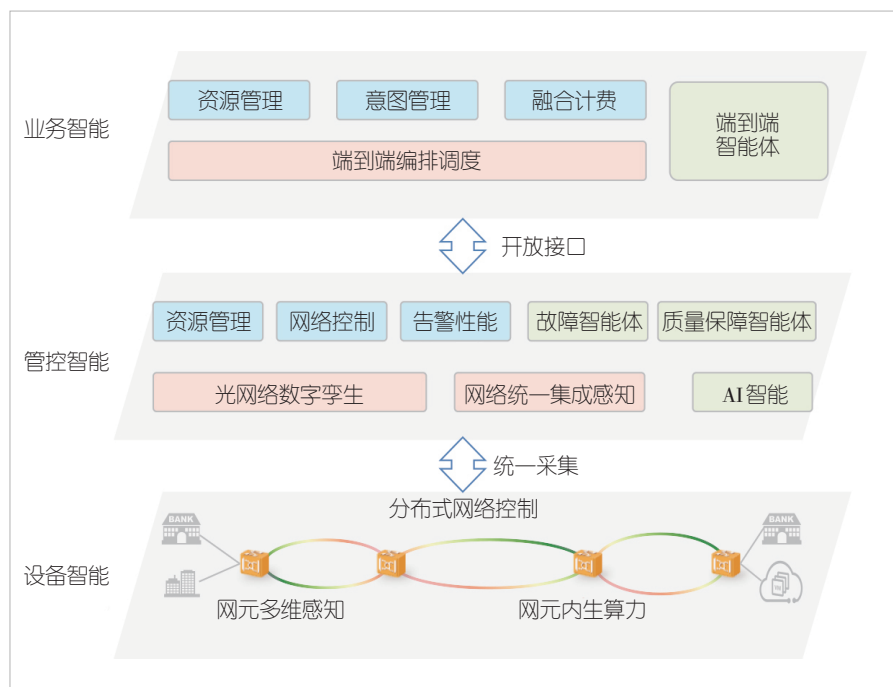 业务智能
资源管理
意图管理
融合计费
端到端编排调度
端到端
智能体
开放接口
管控智能
资源管理
网络控制
告警性能
故障智能体
质量保障智能体
光网络数字孪生
网络统一集成感知
AI智能
统一采集
设备智能
分布式网络控制
BANK
BANK
网元多维感知
网元内生算力